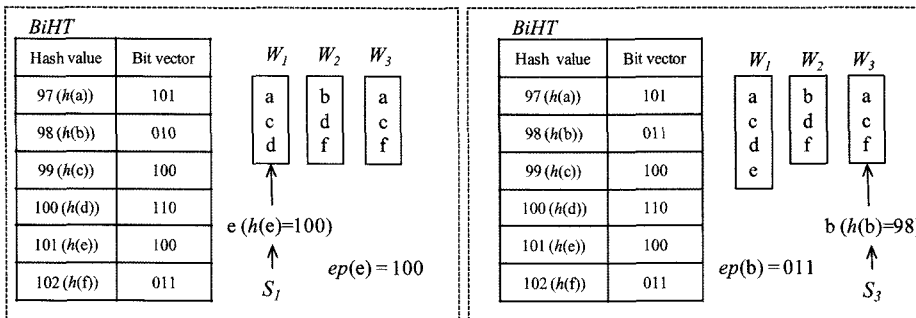 BiHT
Hash value Bit vector
97 (h(a)) 101
98 (h(b)) 010
99 (h(c)) 100
100 (h(d)) 110
101 (h(e)) 100
102 (h(f)) 011
W1 W2 W3
a b a
c d c
d f f
e (h(e)=100)
ep(e) = 100
S1
BiHT
Hash value Bit vector
97 (h(a)) 101
98 (h(b)) 011
99 (h(c)) 100
100 (h(d)) 110
101 (h(e)) 100
102 (h(f)) 011
W1 W2 W3
a b a
c d c
d f f
e
b (h(b)=98)
ep(b) = 011
S3